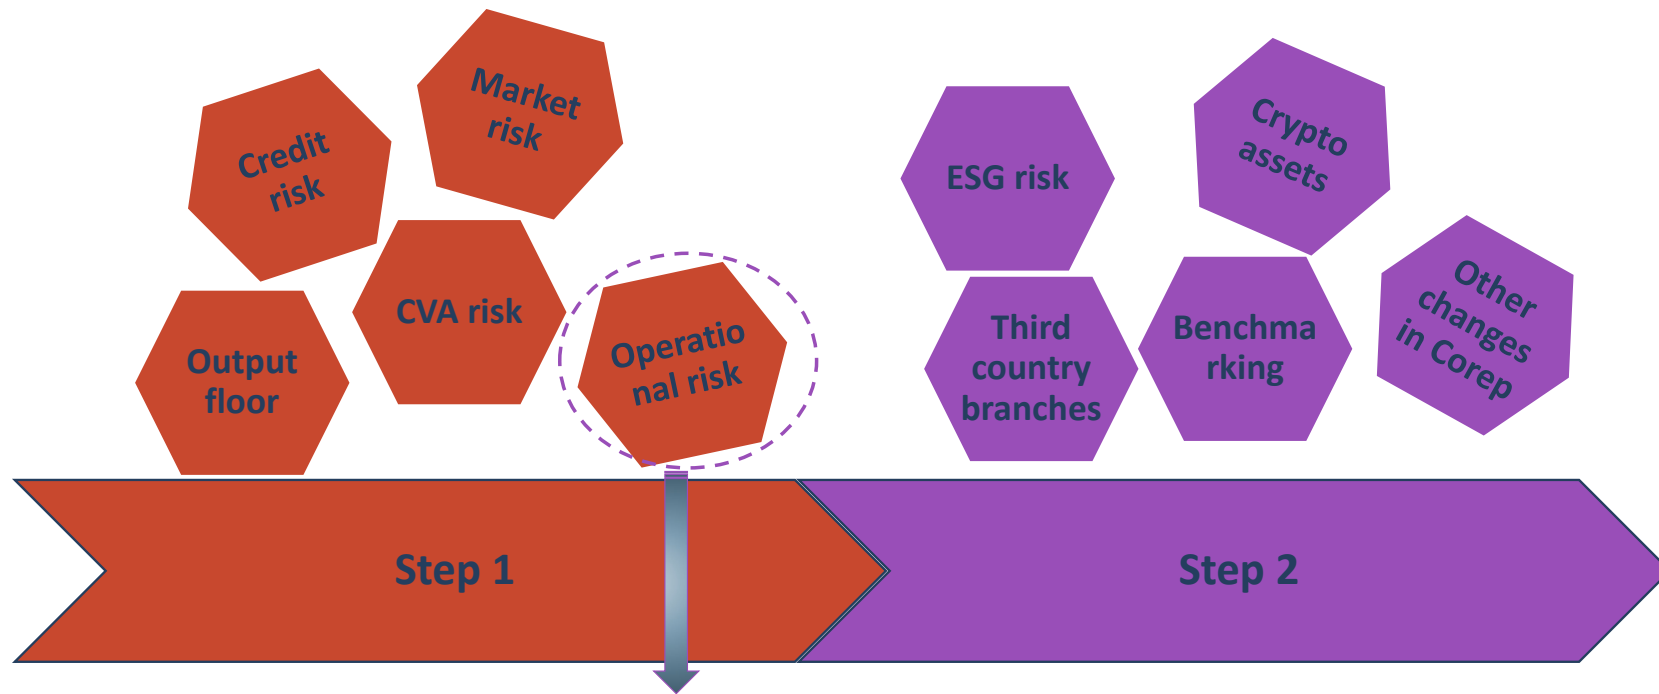 Market
risk
Credit
risk
CVA risk
Output
floor
Operatio
nal risk
ESG risk
Crypto
assets
Third
country
branches
Benchma
rking
Other
changes
in Corep
Step 1
Step 2